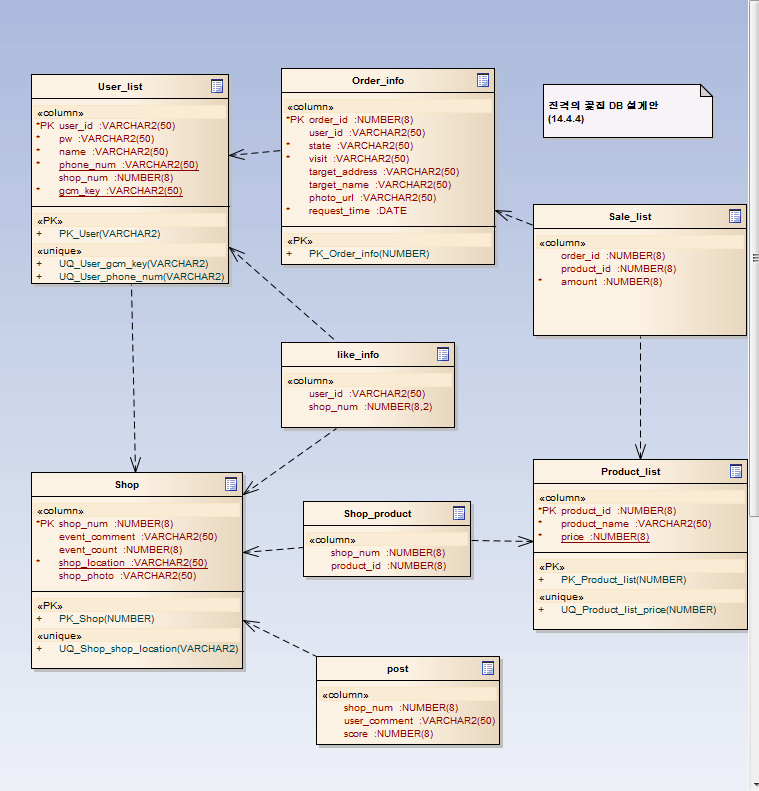 User_list
«column»
*PK user_id :VARCHAR2(50)
* pw :VARCHAR2(50)
* name :VARCHAR2(50)
* phone_num :VARCHAR2(50)
shop_num :NUMBER(8)
* gcm_key :VARCHAR2(50)
«PK»
+ PK_User(VARCHAR2)
«unique»
+ UQ_User_gcm_key(VARCHAR2)
+ UQ_User_phone_num(VARCHAR2)
Order_info
«column»
*PK order_id :NUMBER(8)
user_id :VARCHAR2(50)
* state :VARCHAR2(50)
* visit :VARCHAR2(50)
target_address :VARCHAR2(50)
target_name :VARCHAR2(50)
photo_url :VARCHAR2(50)
* request_time :DATE
«PK»
+ PK_Order_info(NUMBER)
진격의 꽃집 DB 설계안
(14.4.4)
Sale_list
«column»
order_id :NUMBER(8)
product_id :NUMBER(8)
* amount :NUMBER(8)
like_info
«column»
user_id :VARCHAR2(50)
shop_num :NUMBER(8,2)
Shop
«column»
*PK shop_num :NUMBER(8)
event_comment :VARCHAR2(50)
event_count :NUMBER(8)
* shop_location :VARCHAR2(50)
shop_photo :VARCHAR2(50)
«PK»
+ PK_Shop(NUMBER)
«unique»
+ UQ_Shop_shop_location(VARCHAR2)
Shop_product
«column»
shop_num :NUMBER(8)
product_id :NUMBER(8)
Product_list
«column»
*PK product_id :NUMBER(8)
* product_name :VARCHAR2(50)
* price :NUMBER(8)
«PK»
+ PK_Product_list(NUMBER)
«unique»
+ UQ_Product_list_price(NUMBER)
post
«column»
shop_num :NUMBER(8)
user_comment :VARCHAR2(50)
score :NUMBER(8)